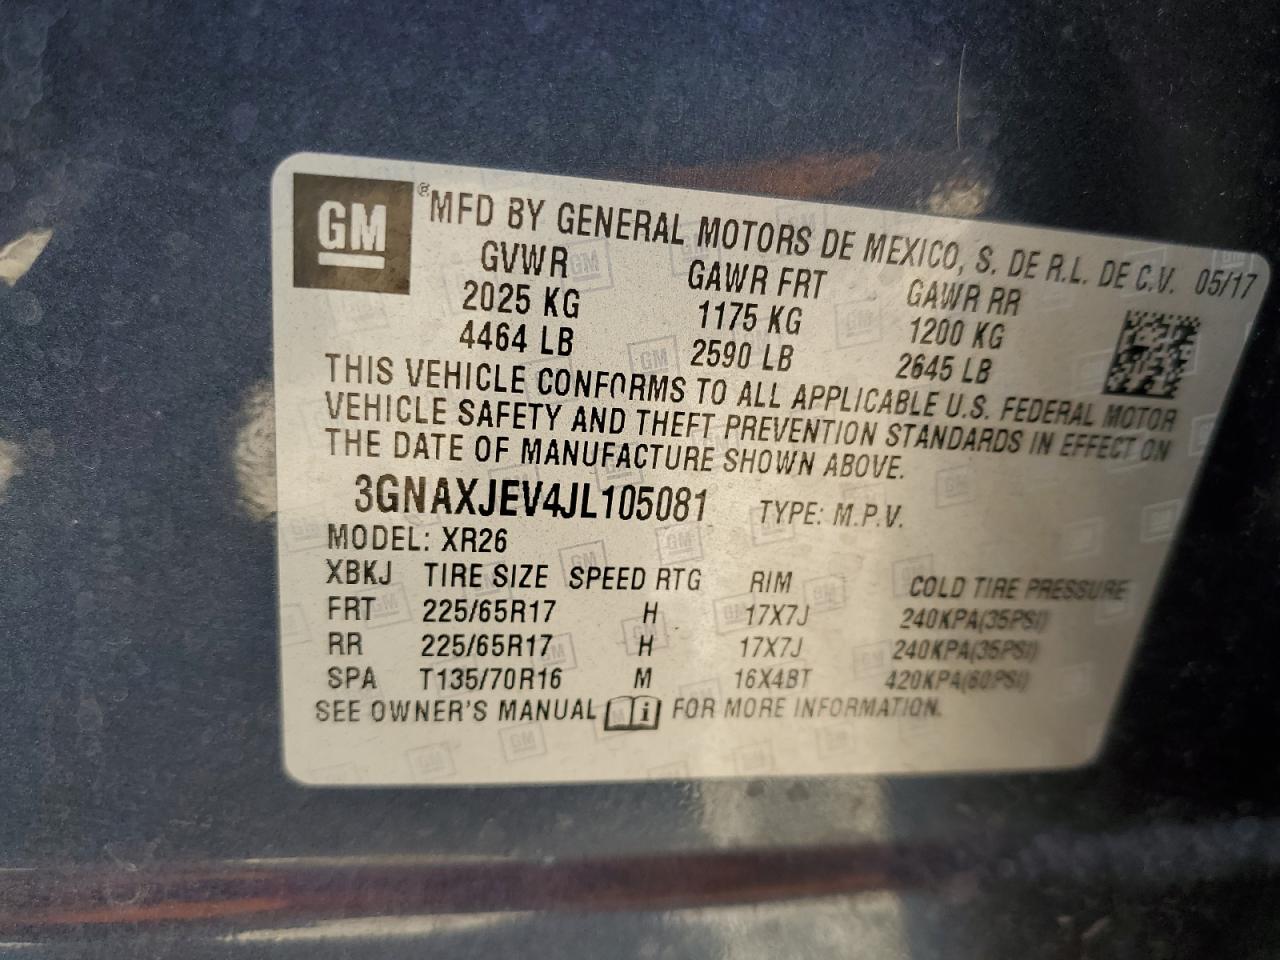 GM ® MFD BY GENERAL MOTORS DE MEXICO, S. DE R.L. DE C.V. 05/17
GVWR GAWR FRT GAWR RR
2025 KG 1175 KG 1200 KG
4464 LB 2590 LB 2645 LB
THIS VEHICLE CONFORMS TO ALL APPLICABLE U.S. FEDERAL MOTOR
VEHICLE SAFETY AND THEFT PREVENTION STANDARDS IN EFFECT ON
THE DATE OF MANUFACTURE SHOWN ABOVE.
3GNAXJEV4JL105081 TYPE: M.P.V.
MODEL: XR26
XBKJ TIRE SIZE SPEED RTG RIM COLD TIRE PRESSURE
FRT 225/65R17 H 17X7J 240KPA(35PSI)
RR 225/65R17 H 17X7J 240KPA(35PSI)
SPA T135/70R16 M 16X4BT 420KPA(60PSI)
SEE OWNER'S MANUAL i FOR MORE INFORMATION.